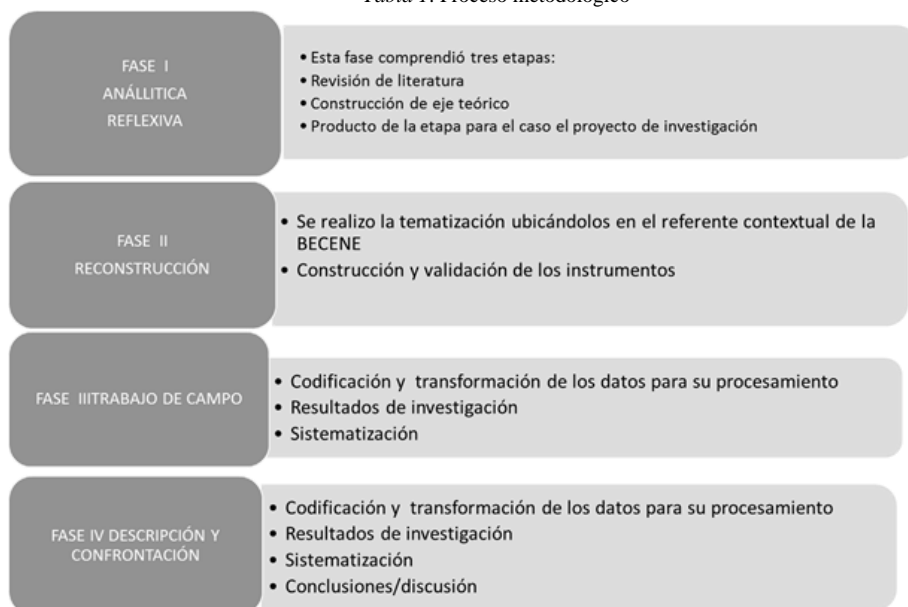 Tabla 1. Proceso metodológico
FASE I
ANÁLLITICA
REFLEXIVA
• Esta fase comprendió tres etapas:
• Revisión de literatura
• Construcción de eje teórico
• Producto de la etapa para el caso el proyecto de investigación
FASE II
RECONSTRUCCIÓN
• Se realizo la tematización ubicándolos en el referente contextual de la
BECENE
• Construcción y validación de los instrumentos
FASE IIITRABAJO DE CAMPO
• Codificación y transformación de los datos para su procesamiento
• Resultados de investigación
• Sistematización
FASE IV DESCRIPCIÓN Y
CONFRONTACIÓN
• Codificación y transformación de los datos para su procesamiento
• Resultados de investigación
• Sistematización
• Conclusiones/discusión